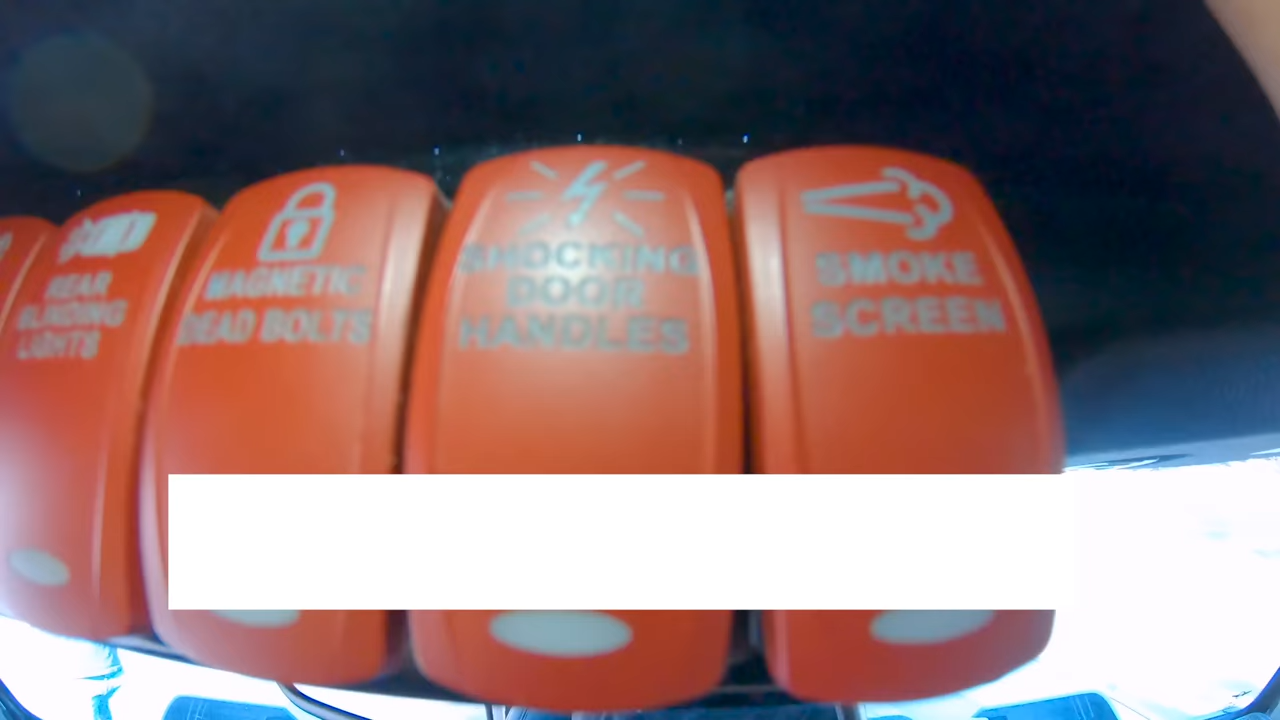 REAR
BLINDING
LIGHTS
MAGNETIC
DEAD BOLTS
SHOCKING
DOOR
HANDLES
SMOKE
SCREEN